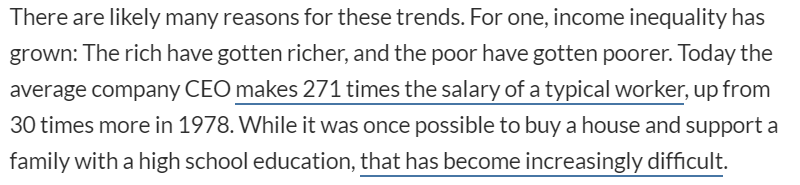 There are likely many reasons for these trends. For one, income inequality has
grown: The rich have gotten richer, and the poor have gotten poorer. Today the
average company CEO makes 271 times the salary of a typical worker, up from
30 times more in 1978. While it was once possible to buy a house and support a
family with a high school education, that has become increasingly difficult.